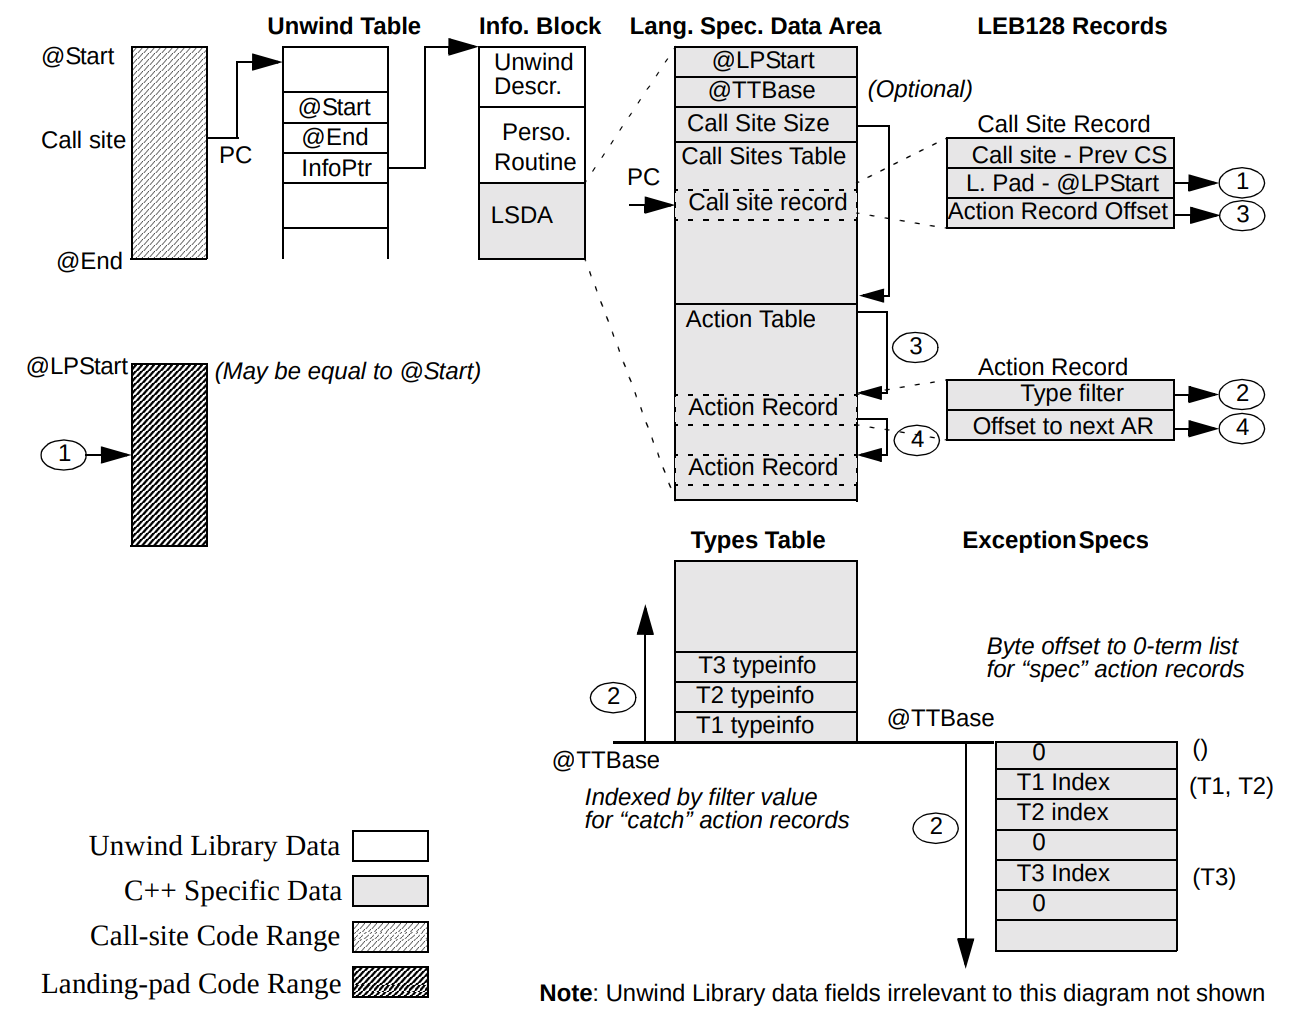 Unwind Table
Info. Block
Lang. Spec. Data Area
LEB128 Records
@Start
Call site
@End
PC
@Start
@End
InfoPtr
Unwind
Descr.
Perso.
Routine
LSDA
@LPStart
@TTBase
(Optional)
Call Site Size
Call Sites Table
PC
Call site record
Call Site Record
Call site - Prev CS
L. Pad - @LPStart
1
Action Record Offset
3
Action Table
3
Action Record
4
Action Record
Action Record
Type filter
2
Offset to next AR
4
@LPStart
(May be equal to @Start)
1
Types Table
Exception Specs
T3 typeinfo
T2 typeinfo
T1 typeinfo
2
@TTBase
Indexed by filter value
for “catch” action records
Byte offset to 0-term list
for “spec” action records
@TTBase
0
()
T1 Index
(T1, T2)
T2 index
0
T3 Index
(T3)
0
2
Unwind Library Data
C++ Specific Data
Call-site Code Range
Landing-pad Code Range
Note: Unwind Library data fields irrelevant to this diagram not shown